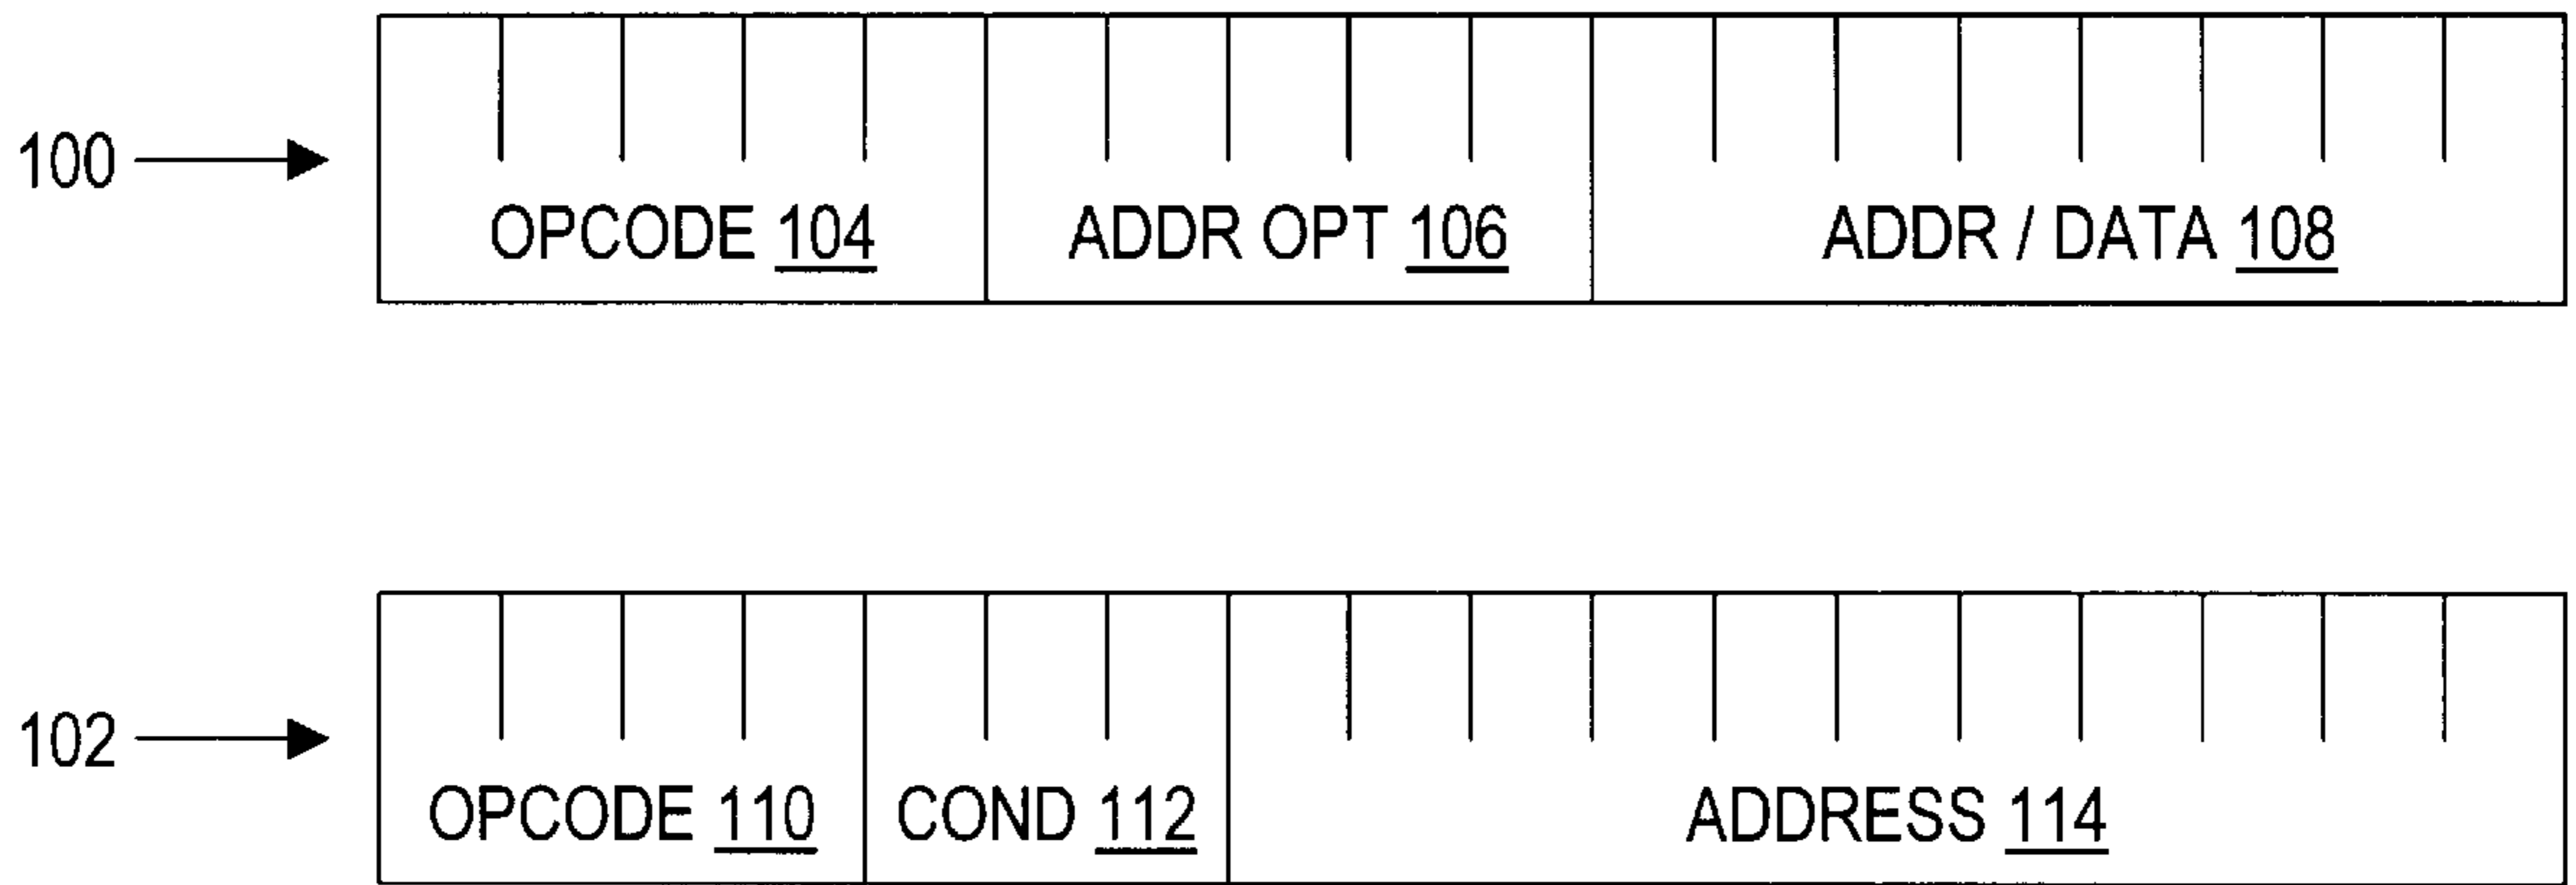 100 OPCODE 104 ADDR OPT 106 ADDR / DATA 108
102 OPCODE 110 COND 112 ADDRESS 114